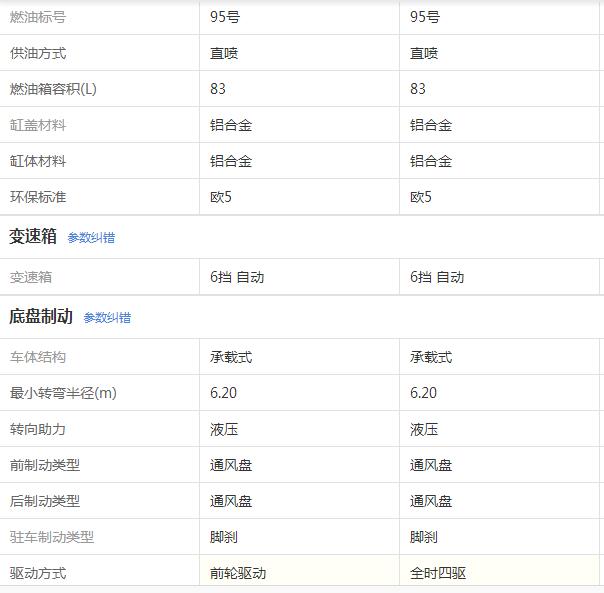 燃油标号 95号 95号
供油方式 直喷 直喷
燃油箱容积(L) 83 83
缸盖材料 铝合金 铝合金
缸体材料 铝合金 铝合金
环保标准 欧5 欧5
变速箱 参数纠错
变速箱 6挡 自动 6挡 自动
底盘制动 参数纠错
车体结构 承载式 承载式
最小转弯半径(m) 6.20 6.20
转向助力 液压 液压
前制动类型 通风盘 通风盘
后制动类型 通风盘 通风盘
驻车制动类型 脚刹 脚刹
驱动方式 前轮驱动 全时四驱